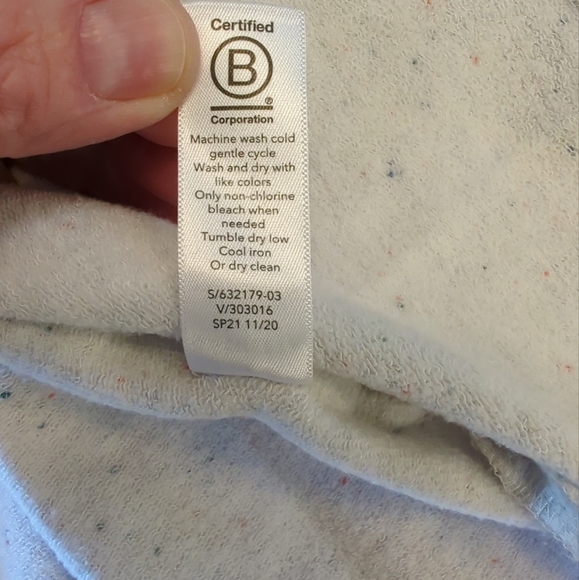 Certified
B
®
Corporation
Machine wash cold
gentle cycle
Wash and dry with
like colors
Only non-chlorine
bleach when
needed
Tumble dry low
Cool iron
Or dry clean
S/632179-03
V/303016
SP21 11/20